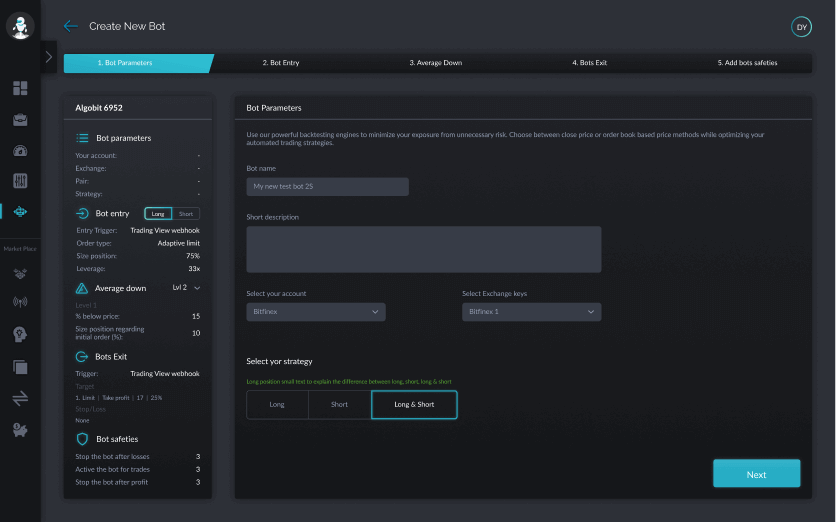 Create New Bot
DY
1. Bot Parameters
2. Bot Entry
3. Average Down
4. Bots Exit
5. Add bots safeties
Market Place
Algobit 6952
Bot parameters
Your account: -
Exchange: -
Pair: -
Strategy: -
Bot entry Long Short
Entry Trigger: Trading View webhook
Order type: Adaptive limit
Size position: 75%
Leverage: 33x
Average down Lvl 2
Level 1
% below price: 15
Size position regarding
initial order (%): 10
Bots Exit
Trigger: Trading View webhook
Target
1. Limit | Take profit | 17 | 25%
Stop/Loss
None
Bot safeties
Stop the bot after losses 3
Active the bot for trades 3
Stop the bot after profit 3
Bot Parameters
Use our powerful backtesting engines to minimize your exposure from unnecessary risk. Choose between close price or order book based price methods while optimizing your
automated trading strategies.
Bot name
My new test bot 25
Short description
Select your account
Bitfinex
Select Exchange keys
Bitfinex 1
Select yor strategy
Long position small text to explain the difference between long, short, long & short
Long
Short
Long & Short
Next